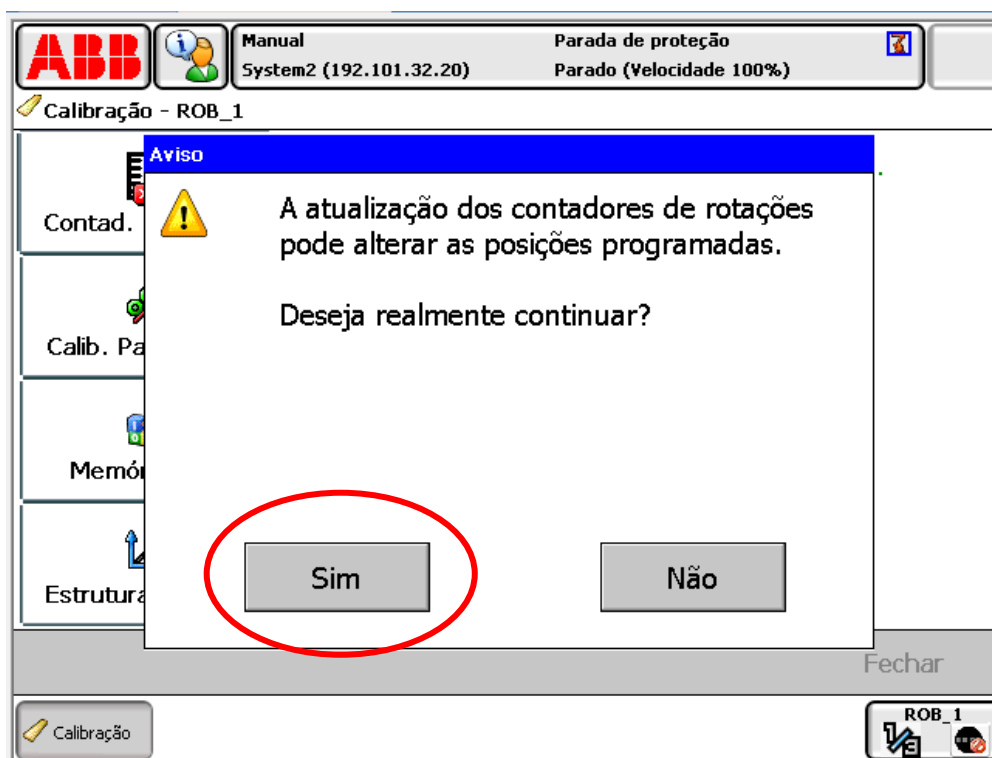 ABB
Manual
System2 (192.101.32.20)
Parada de proteção
Parado (Velocidade 100%)
Calibração - ROB_1
Aviso
A atualização dos contadores de rotações
pode alterar as posições programadas.
Deseja realmente continuar?
Contad.
Calib. Pa
Memó
Estrutura
Sim
Não
Fechar
Calibração
ROB_1